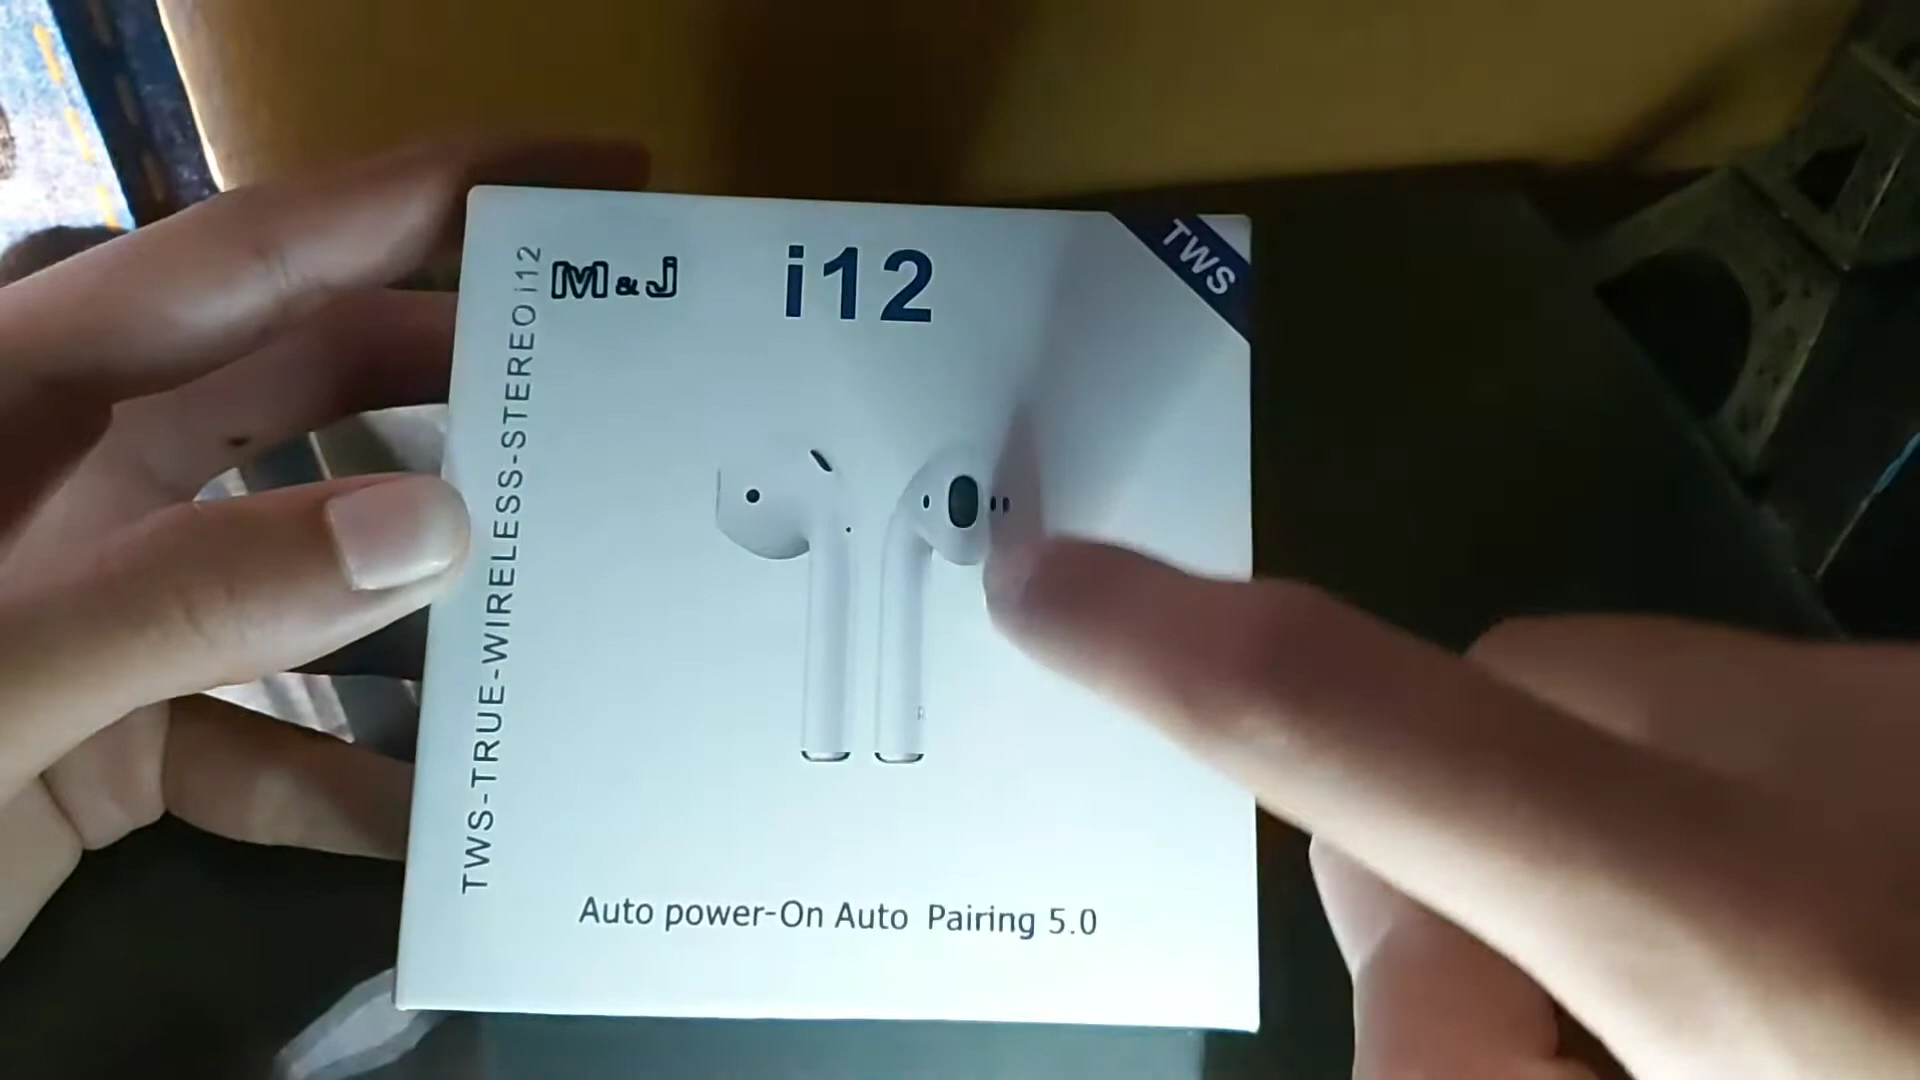 M&J
i12
TWS
TWS-TRUE-WIRELESS-STEREO i12
Auto power-On Auto Pairing 5.0